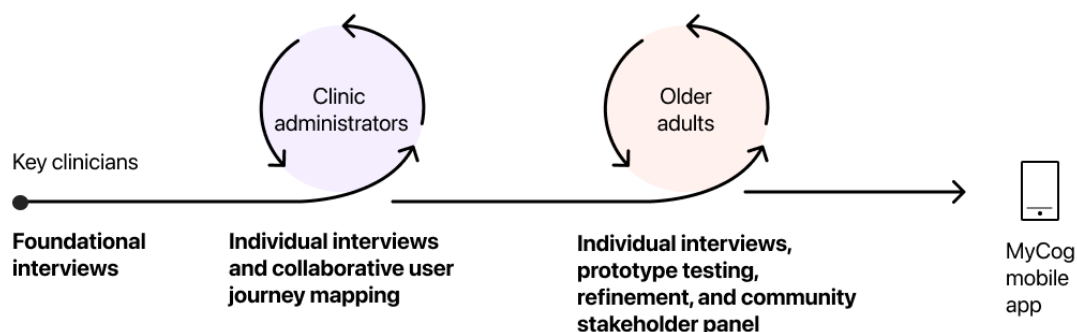 Clinic
administrators
Older
adults
Key clinicians
Foundational
interviews
Individual interviews
and collaborative user
journey mapping
Individual interviews,
prototype testing,
refinement, and community
stakeholder panel
MyCog
mobile
app